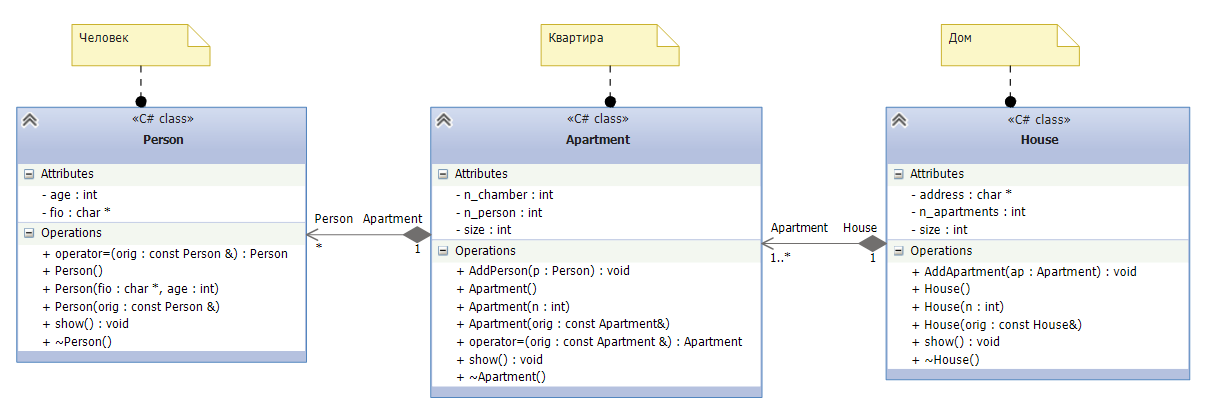 Человек
«C# class»
Person
Attributes
- age : int
- fio : char *
Operations
+ operator=(orig : const Person &) : Person
+ Person()
+ Person(fio : char *, age : int)
+ Person(orig : const Person &)
+ show() : void
+ ~Person()
Person
Apartment
*
1
Квартира
«C# class»
Apartment
Attributes
- n_chamber : int
- n_person : int
- size : int
Operations
+ AddPerson(p : Person) : void
+ Apartment()
+ Apartment(n : int)
+ Apartment(orig : const Apartment&)
+ operator=(orig : const Apartment &) : Apartment
+ show() : void
+ ~Apartment()
Apartment
House
1..*
1
Дом
«C# class»
House
Attributes
- address : char *
- n_apartments : int
- size : int
Operations
+ AddApartment(ap : Apartment) : void
+ House()
+ House(n : int)
+ House(orig : const House&)
+ show() : void
+ ~House()